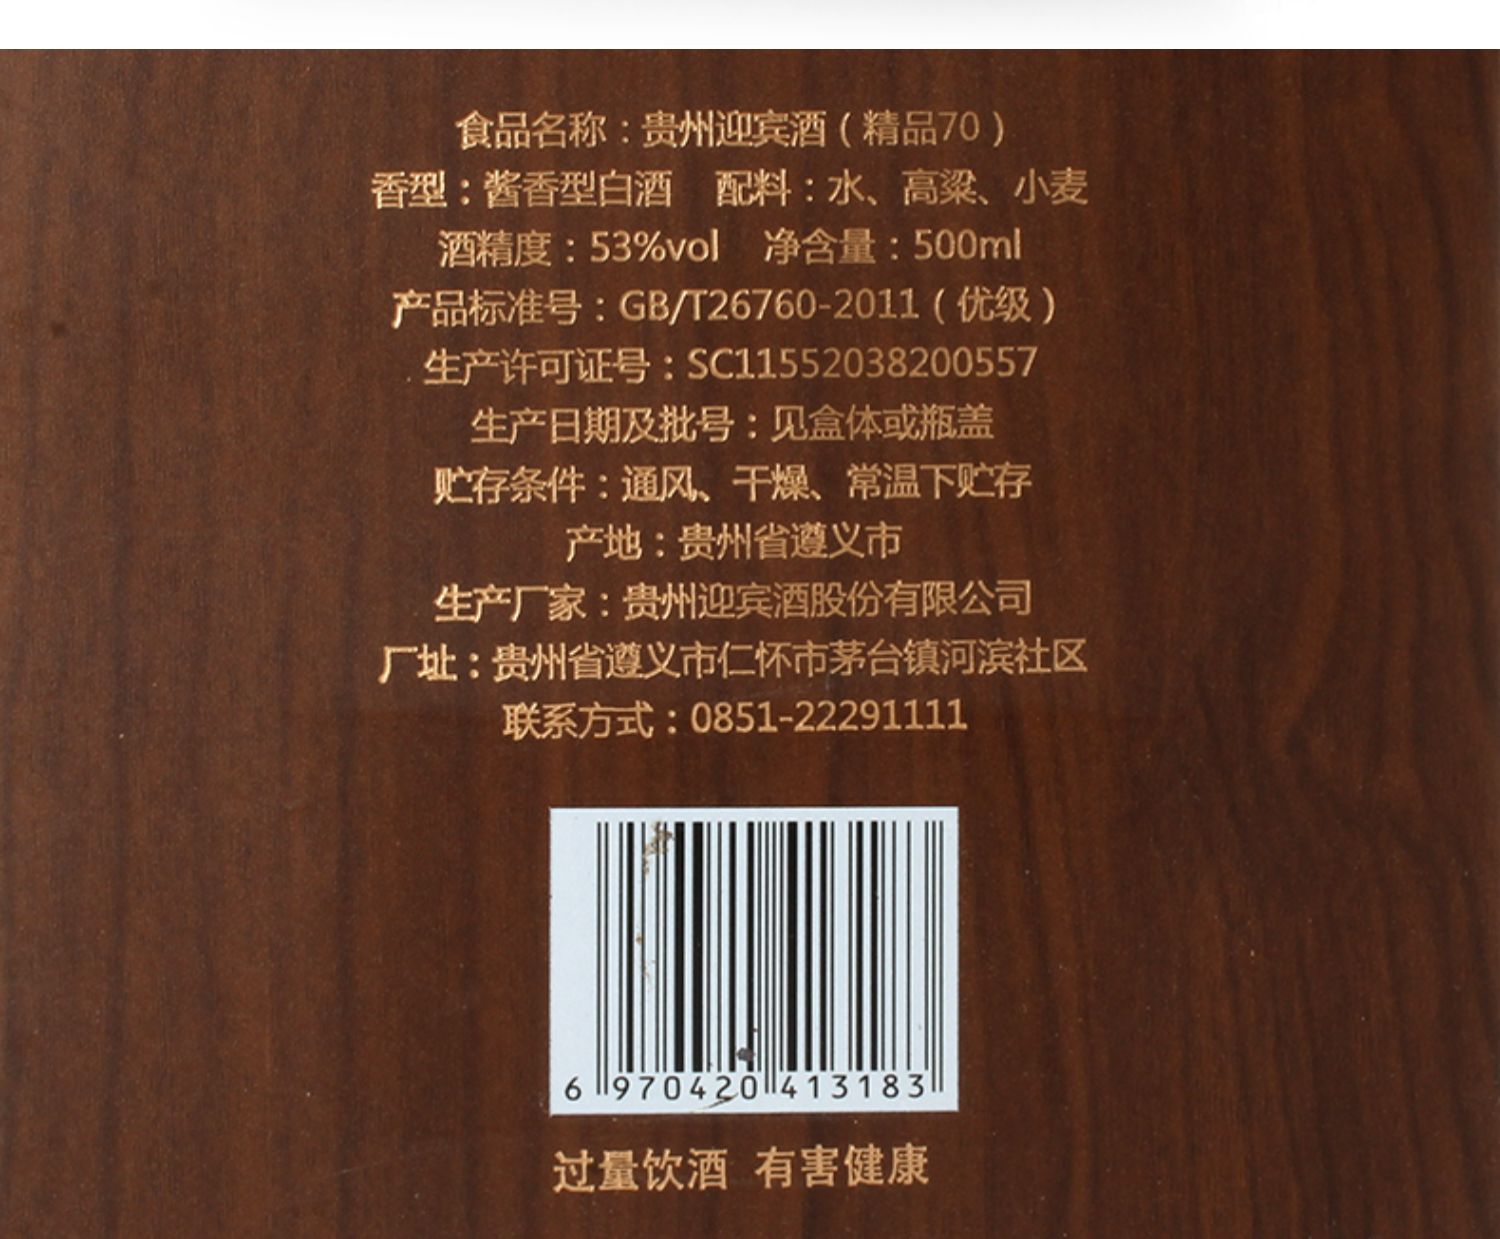 食品名称：贵州迎宾酒（精品70）
香型：酱香型白酒 配料：水、高粱、小麦
酒精度：53%vol 净含量：500ml
产品标准号：GB/T26760-2011（优级）
生产许可证号：SC11552038200557
生产日期及批号：见盒体或瓶盖
贮存条件：通风、干燥、常温下贮存
产地：贵州省遵义市
生产厂家：贵州迎宾酒股份有限公司
厂址：贵州省遵义市仁怀市茅台镇河滨社区
联系方式：0851-22291111
6 970420 413183
过量饮酒 有害健康